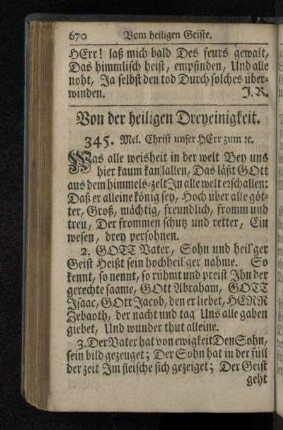 670 Vom heiligen Geiste.
HErr! laß mich bald Des feurs gewalt,
Das himmlisch heist, empfinden, Und alle
noht, Ja selbst den tod Durch solches über-
winden. J. R.
Von der heiligen Dreyeinigkeit.
345. Mel. Christ unser HErr zum ꝛc.
Was alle weisheit in der welt Bey uns
hier kaum kan lallen, Das läßt GOtt
aus dem himmels-zelt In alle welt erschallen:
Daß er alleine könig sey, Hoch über alle göt-
ter, Groß, mächtig, freundlich, fromm und
treu, Der frommen schutz und retter, Ein
wesen, drey persohnen.
2. GOTT Vater, Sohn und heil'ger
Geist Heißt sein hochheil'ger nahme. So
kennt, so nennt, so rühmt und preist Ihn der
gerechte saame, GOtt Abraham, GOTT
Isaac, GOtt Jacob, den er liebet, HERR
Zebaoth, der nacht und tag Uns alle gaben
giebet, Und wunder thut alleine.
3. Der Vater hat von ewigkeit Den Sohn,
sein bild gezeuget; Der Sohn hat in der füll
der zeit Im fleische sich gezeiget; Der Geist
geht